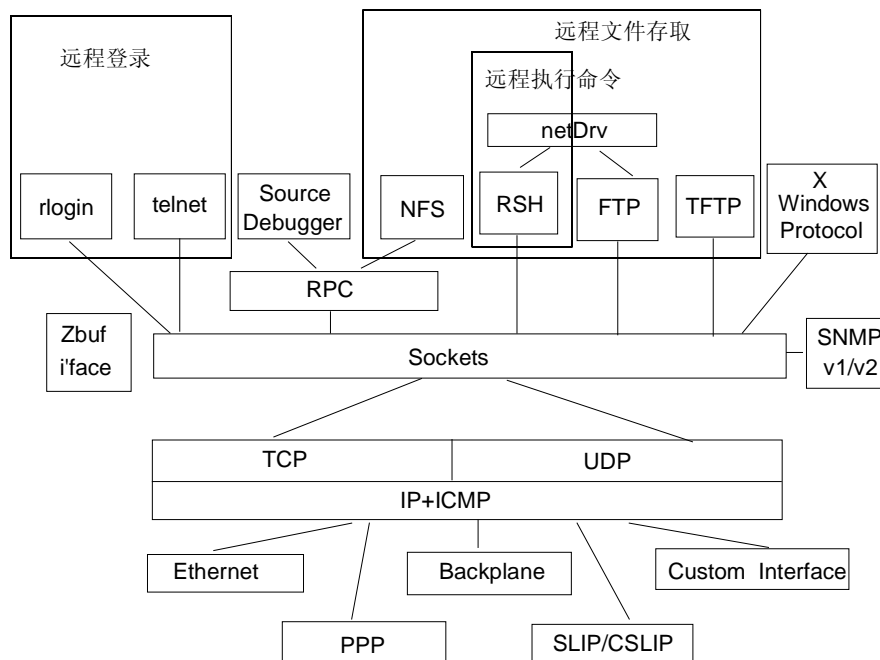 远程登录
远程文件存取
远程执行命令
netDrv
rlogin
telnet
Source
Debugger
NFS
RSH
FTP
TFTP
X
Windows
Protocol
RPC
Zbuf
i'face
Sockets
SNMP
v1/v2
TCP
UDP
IP+ICMP
Ethernet
Backplane
Custom Interface
PPP
SLIP/CSLIP